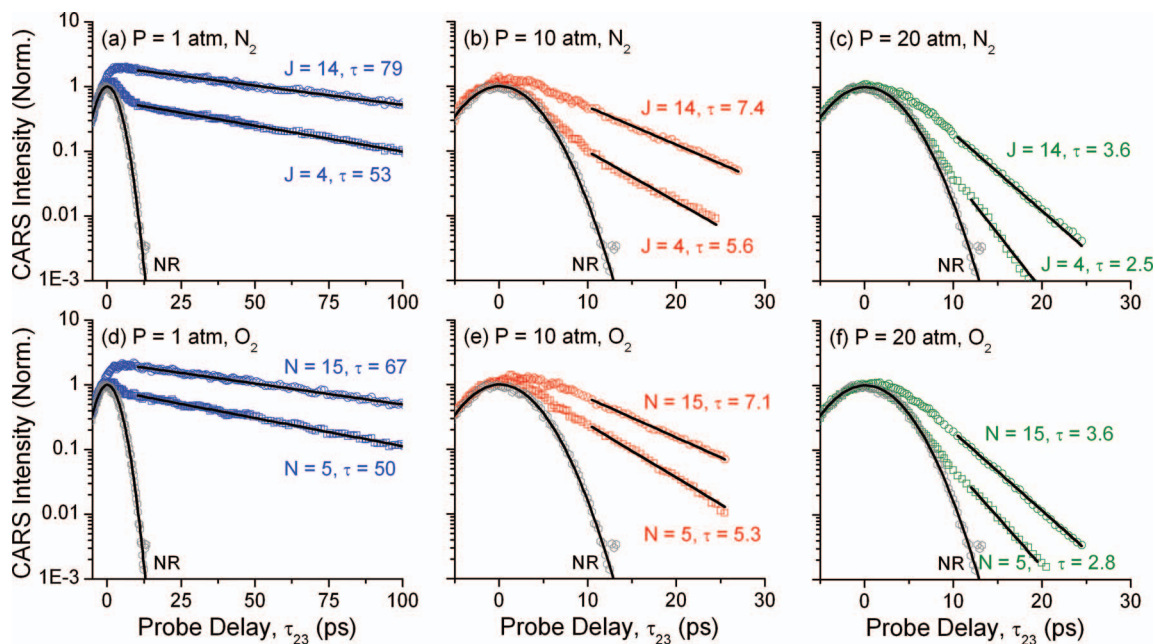 (a) P = 1 atm, N₂
J = 14, τ = 79
J = 4, τ = 53
NR
CARS Intensity (Norm.)
10
1
0.1
0.01
1E-3
0 25 50 75 100
(b) P = 10 atm, N₂
J = 14, τ = 7.4
J = 4, τ = 5.6
NR
0 10 20 30
(c) P = 20 atm, N₂
J = 14, τ = 3.6
J = 4, τ = 2.5
NR
0 10 20 30
(d) P = 1 atm, O₂
N = 15, τ = 67
N = 5, τ = 50
NR
CARS Intensity (Norm.)
10
1
0.1
0.01
1E-3
0 25 50 75 100
Probe Delay, τ₂₃ (ps)
(e) P = 10 atm, O₂
N = 15, τ = 7.1
N = 5, τ = 5.3
NR
0 10 20 30
Probe Delay, τ₂₃ (ps)
(f) P = 20 atm, O₂
N = 15, τ = 3.6
N = 5, τ = 2.8
NR
0 10 20 30
Probe Delay, τ₂₃ (ps)